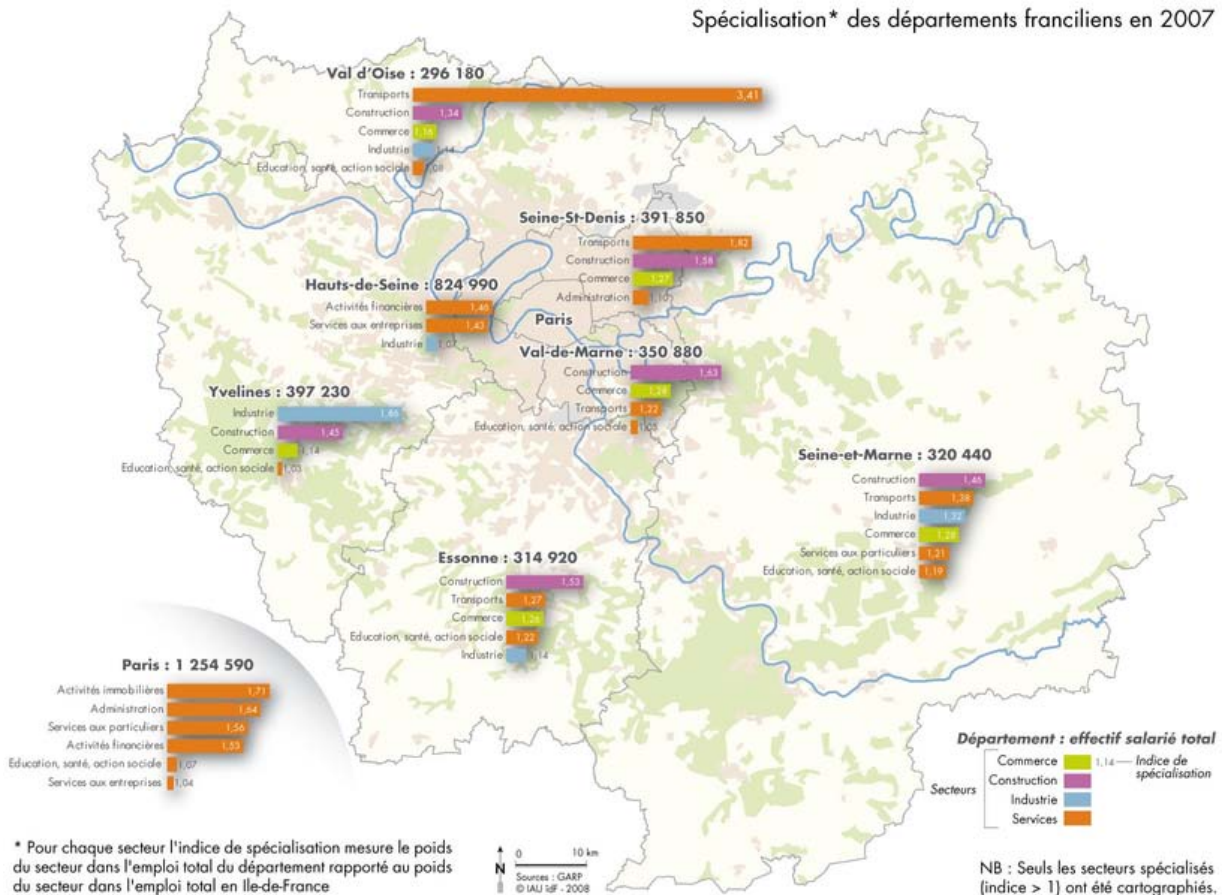 Spécialisation* des départements franciliens en 2007
Val d'Oise : 296 180
Transports 3,41
Construction 1,34
Commerce 1,16
Industrie 1,14
Education, santé, action sociale 1,08
Seine-St-Denis : 391 850
Transports 1,82
Construction 1,58
Commerce 1,27
Administration 1,10
Hauts-de-Seine : 824 990
Activités financières 1,46
Services aux entreprises 1,43
Industrie 1,07
Paris
Val-de-Marne : 350 880
Construction 1,63
Commerce 1,28
Transports 1,22
Education, santé, action sociale 1,05
Yvelines : 397 230
Industrie 1,86
Construction 1,45
Commerce 1,14
Education, santé, action sociale 1,03
Seine-et-Marne : 320 440
Construction 1,46
Transports 1,38
Industrie 1,32
Commerce 1,28
Services aux particuliers 1,21
Education, santé, action sociale 1,19
Essonne : 314 920
Construction 1,53
Transports 1,27
Commerce 1,26
Education, santé, action sociale 1,22
Industrie 1,14
Paris : 1 254 590
Activités immobilières 1,71
Administration 1,64
Services aux particuliers 1,56
Activités financières 1,53
Education, santé, action sociale 1,07
Services aux entreprises 1,04
Département : effectif salarié total
Secteurs
Commerce 1,14 Indice de spécialisation
Construction
Industrie
Services
* Pour chaque secteur l'indice de spécialisation mesure le poids
du secteur dans l'emploi total du département rapporté au poids
du secteur dans l'emploi total en Ile-de-France
N
0 10 km
Sources : GARP
© IAU îdF - 2008
NB : Seuls les secteurs spécialisés
(indice > 1) ont été cartographiés.